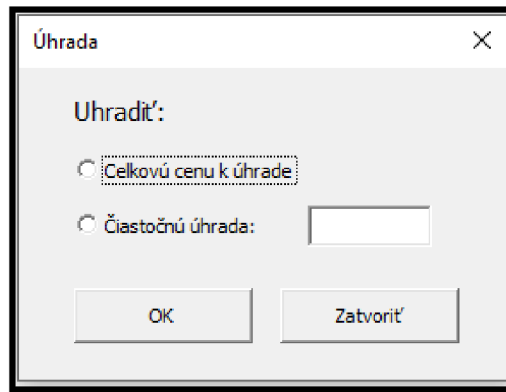 Úhrada
Uhradiť:
Celkovú cenu k úhrade
Čiastočnú úhrada:
OK Zatvoriť